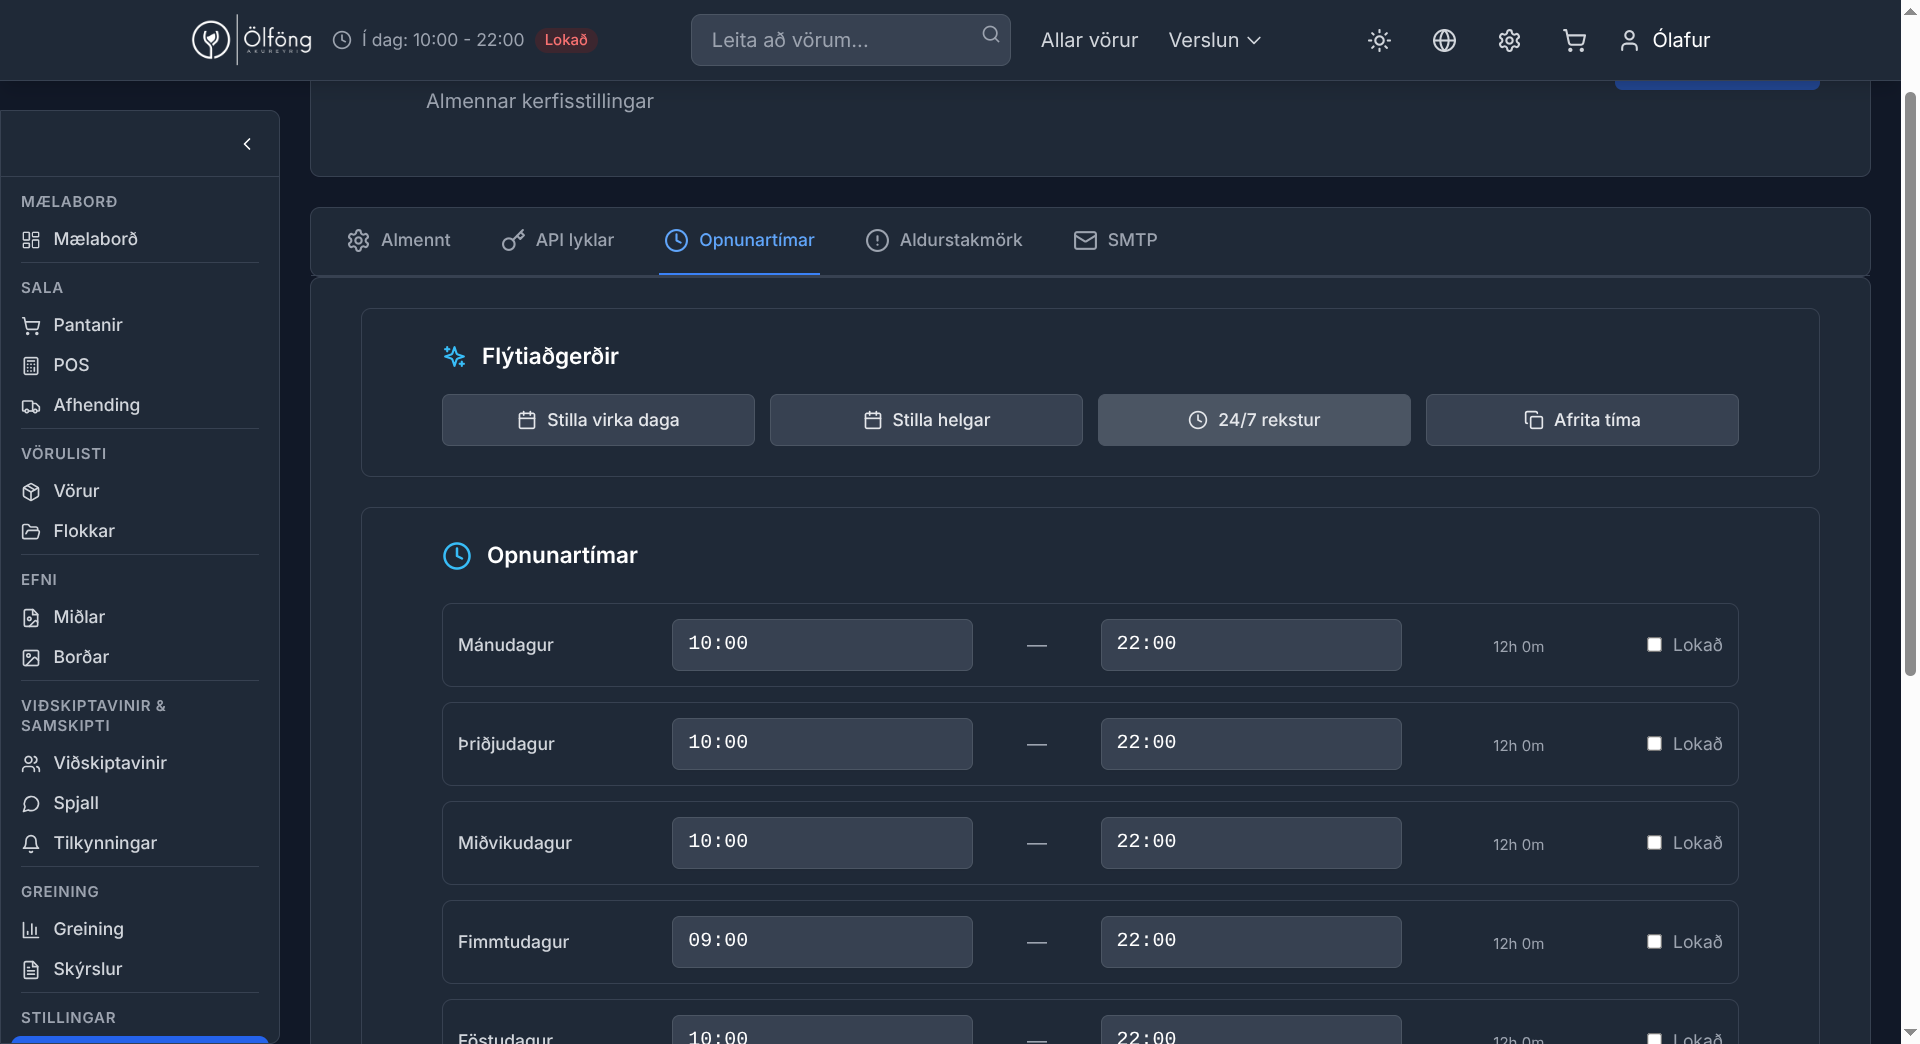 Ölföng
AKUREYRI
Í dag: 10:00 - 22:00
Lokað
Leita að vörum...
Allar vörur
Verslun
Ólafur
Almennar kerfisstillingar
MÆLABORÐ
Mælaborð
SALA
Pantanir
POS
Afhending
VÖRULISTI
Vörur
Flokkar
EFNI
Miðlar
Borðar
VIÐSKIPTAVINIR &
SAMSKIPTI
Viðskiptavinir
Spjall
Tilkynningar
GREINING
Greining
Skýrslur
STILLINGAR
Almennt
API lyklar
Opnunartímar
Aldurstakmörk
SMTP
Flýtiaðgerðir
Stilla virka daga
Stilla helgar
24/7 rekstur
Afrita tíma
Opnunartímar
Mánudagur 10:00 — 22:00 12h 0m Lokað
Þriðjudagur 10:00 — 22:00 12h 0m Lokað
Miðvikudagur 10:00 — 22:00 12h 0m Lokað
Fimmtudagur 09:00 — 22:00 12h 0m Lokað
Föstudagur 10:00 — 22:00 12h 0m Lokað